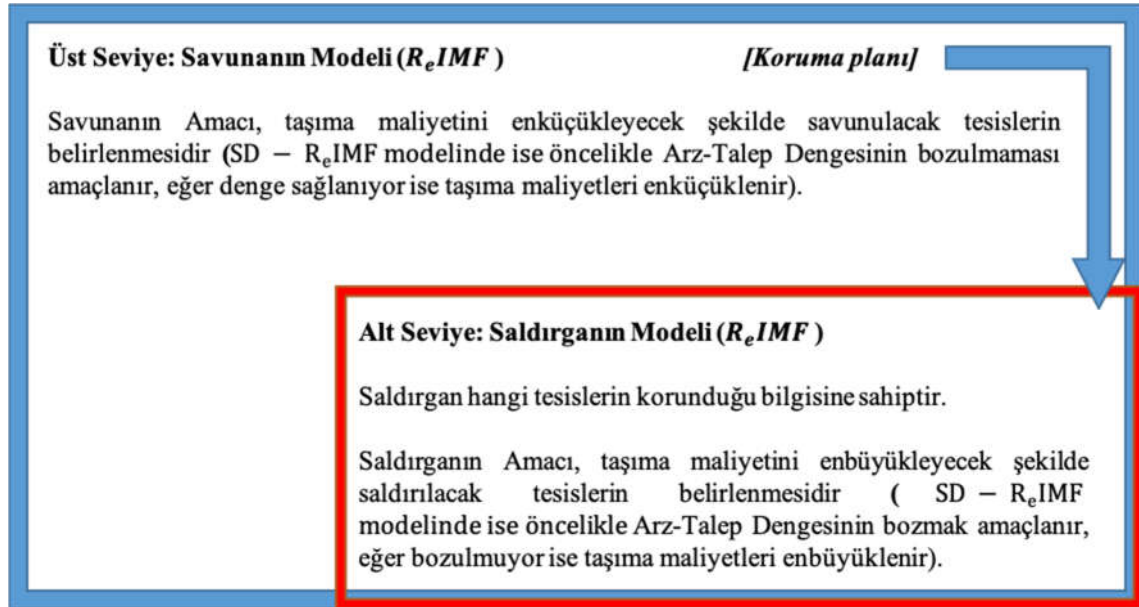 Üst Seviye: Savunanın Modeli (RₑIMF ) [Koruma planı]
Savunanın Amacı, taşıma maliyetini enküçükleyecek şekilde savunulacak tesislerin
belirlenmesidir (SD − RₑIMF modelinde ise öncelikle Arz-Talep Dengesinin bozulmaması
amaçlanır, eğer denge sağlanıyor ise taşıma maliyetleri enküçüklenir).
Alt Seviye: Saldırganın Modeli (RₑIMF )
Saldırgan hangi tesislerin korunduğu bilgisine sahiptir.
Saldırganın Amacı, taşıma maliyetini enbüyükleyecek şekilde
saldırılacak tesislerin belirlenmesidir ( SD − RₑIMF
modelinde ise öncelikle Arz-Talep Dengesinin bozmak amaçlanır,
eğer bozulmuyor ise taşıma maliyetleri enbüyüklenir).